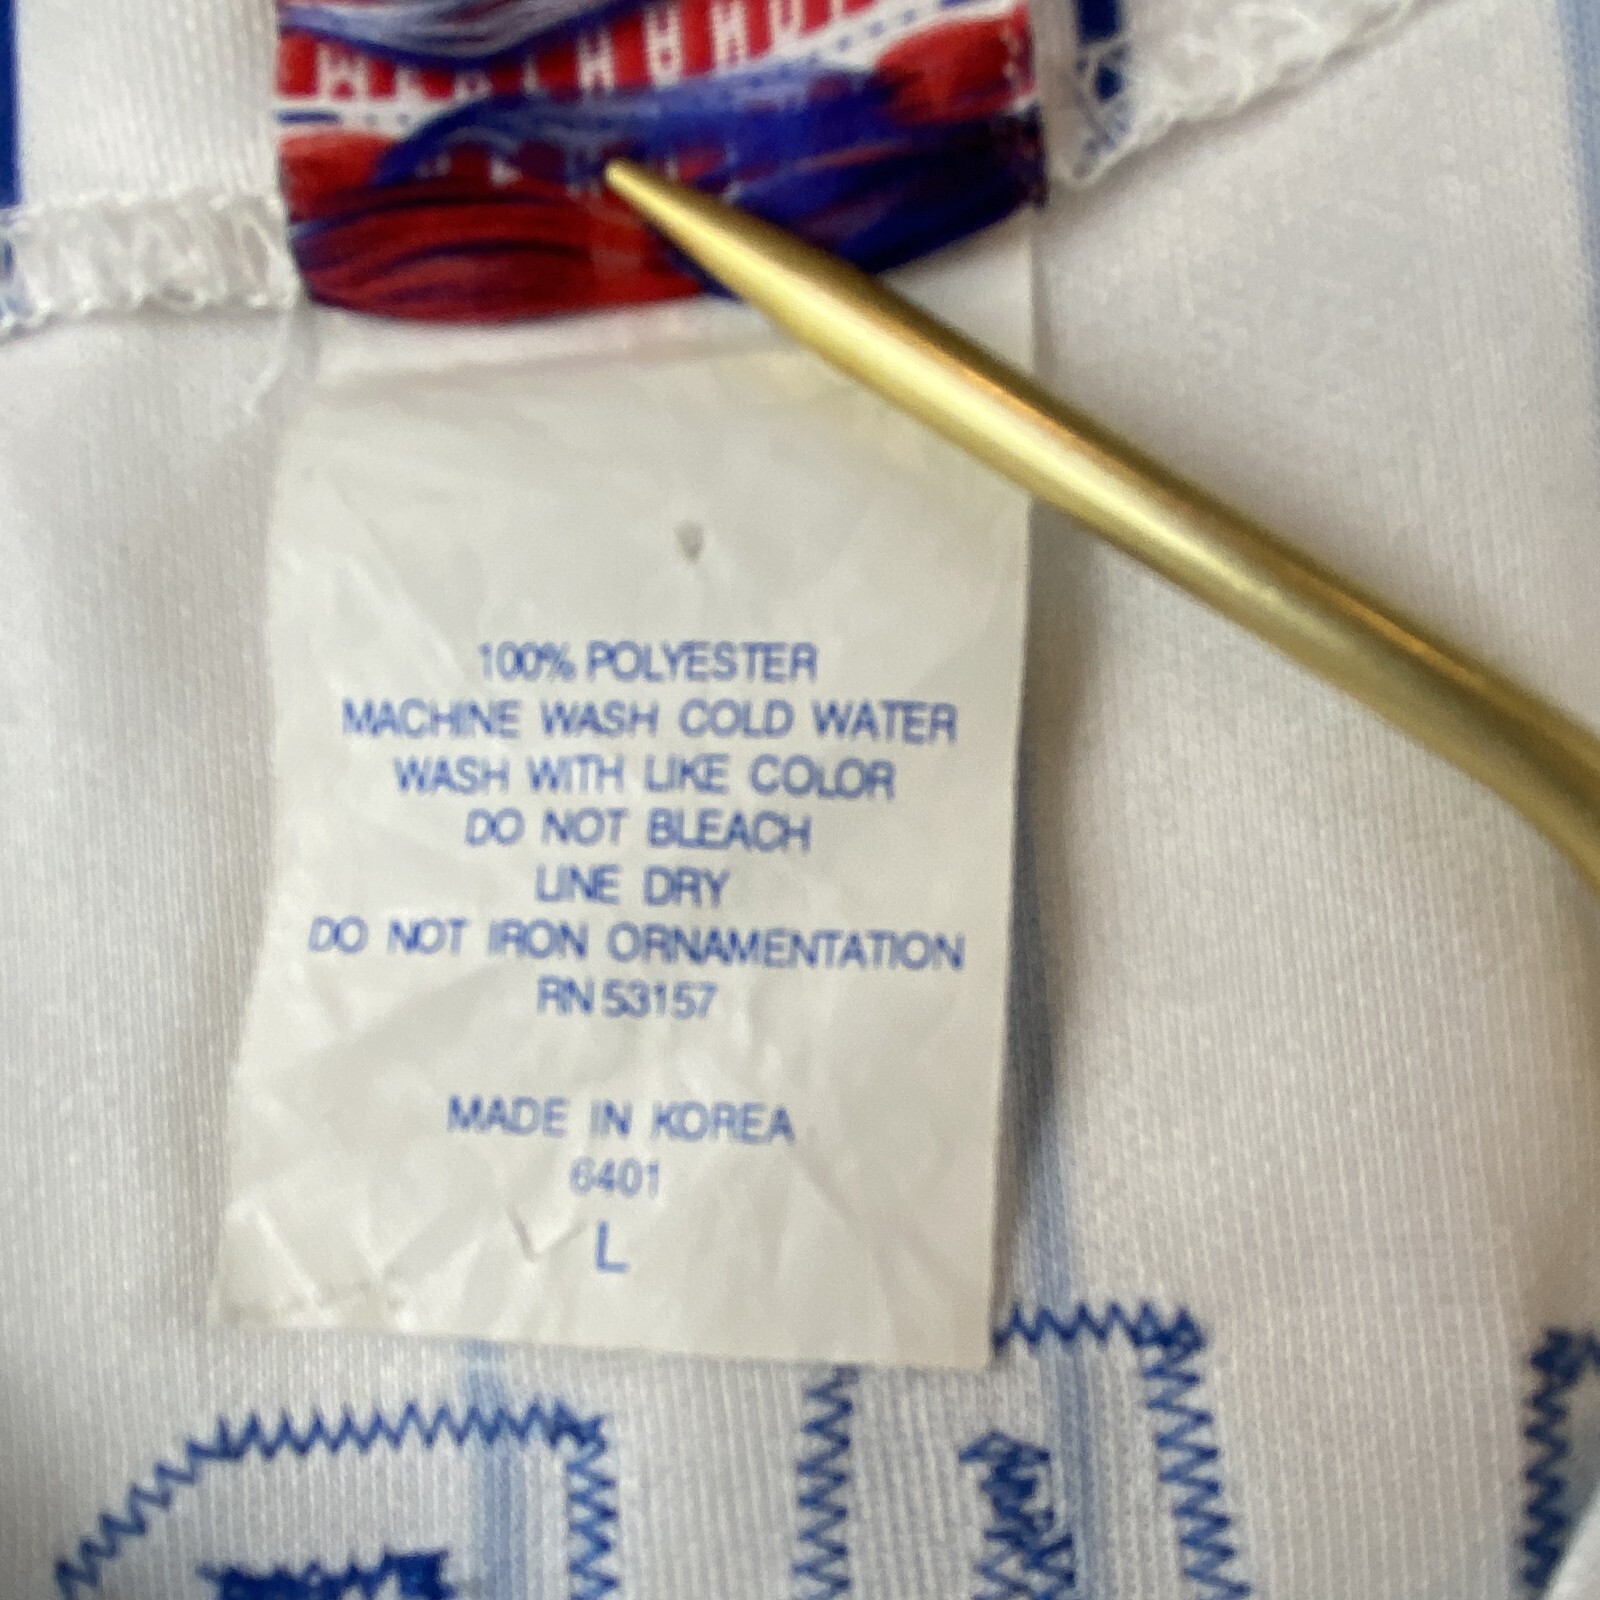 100% POLYESTER
MACHINE WASH COLD WATER
WASH WITH LIKE COLOR
DO NOT BLEACH
LINE DRY
DO NOT IRON ORNAMENTATION
RN 53157
MADE IN KOREA
6401
L